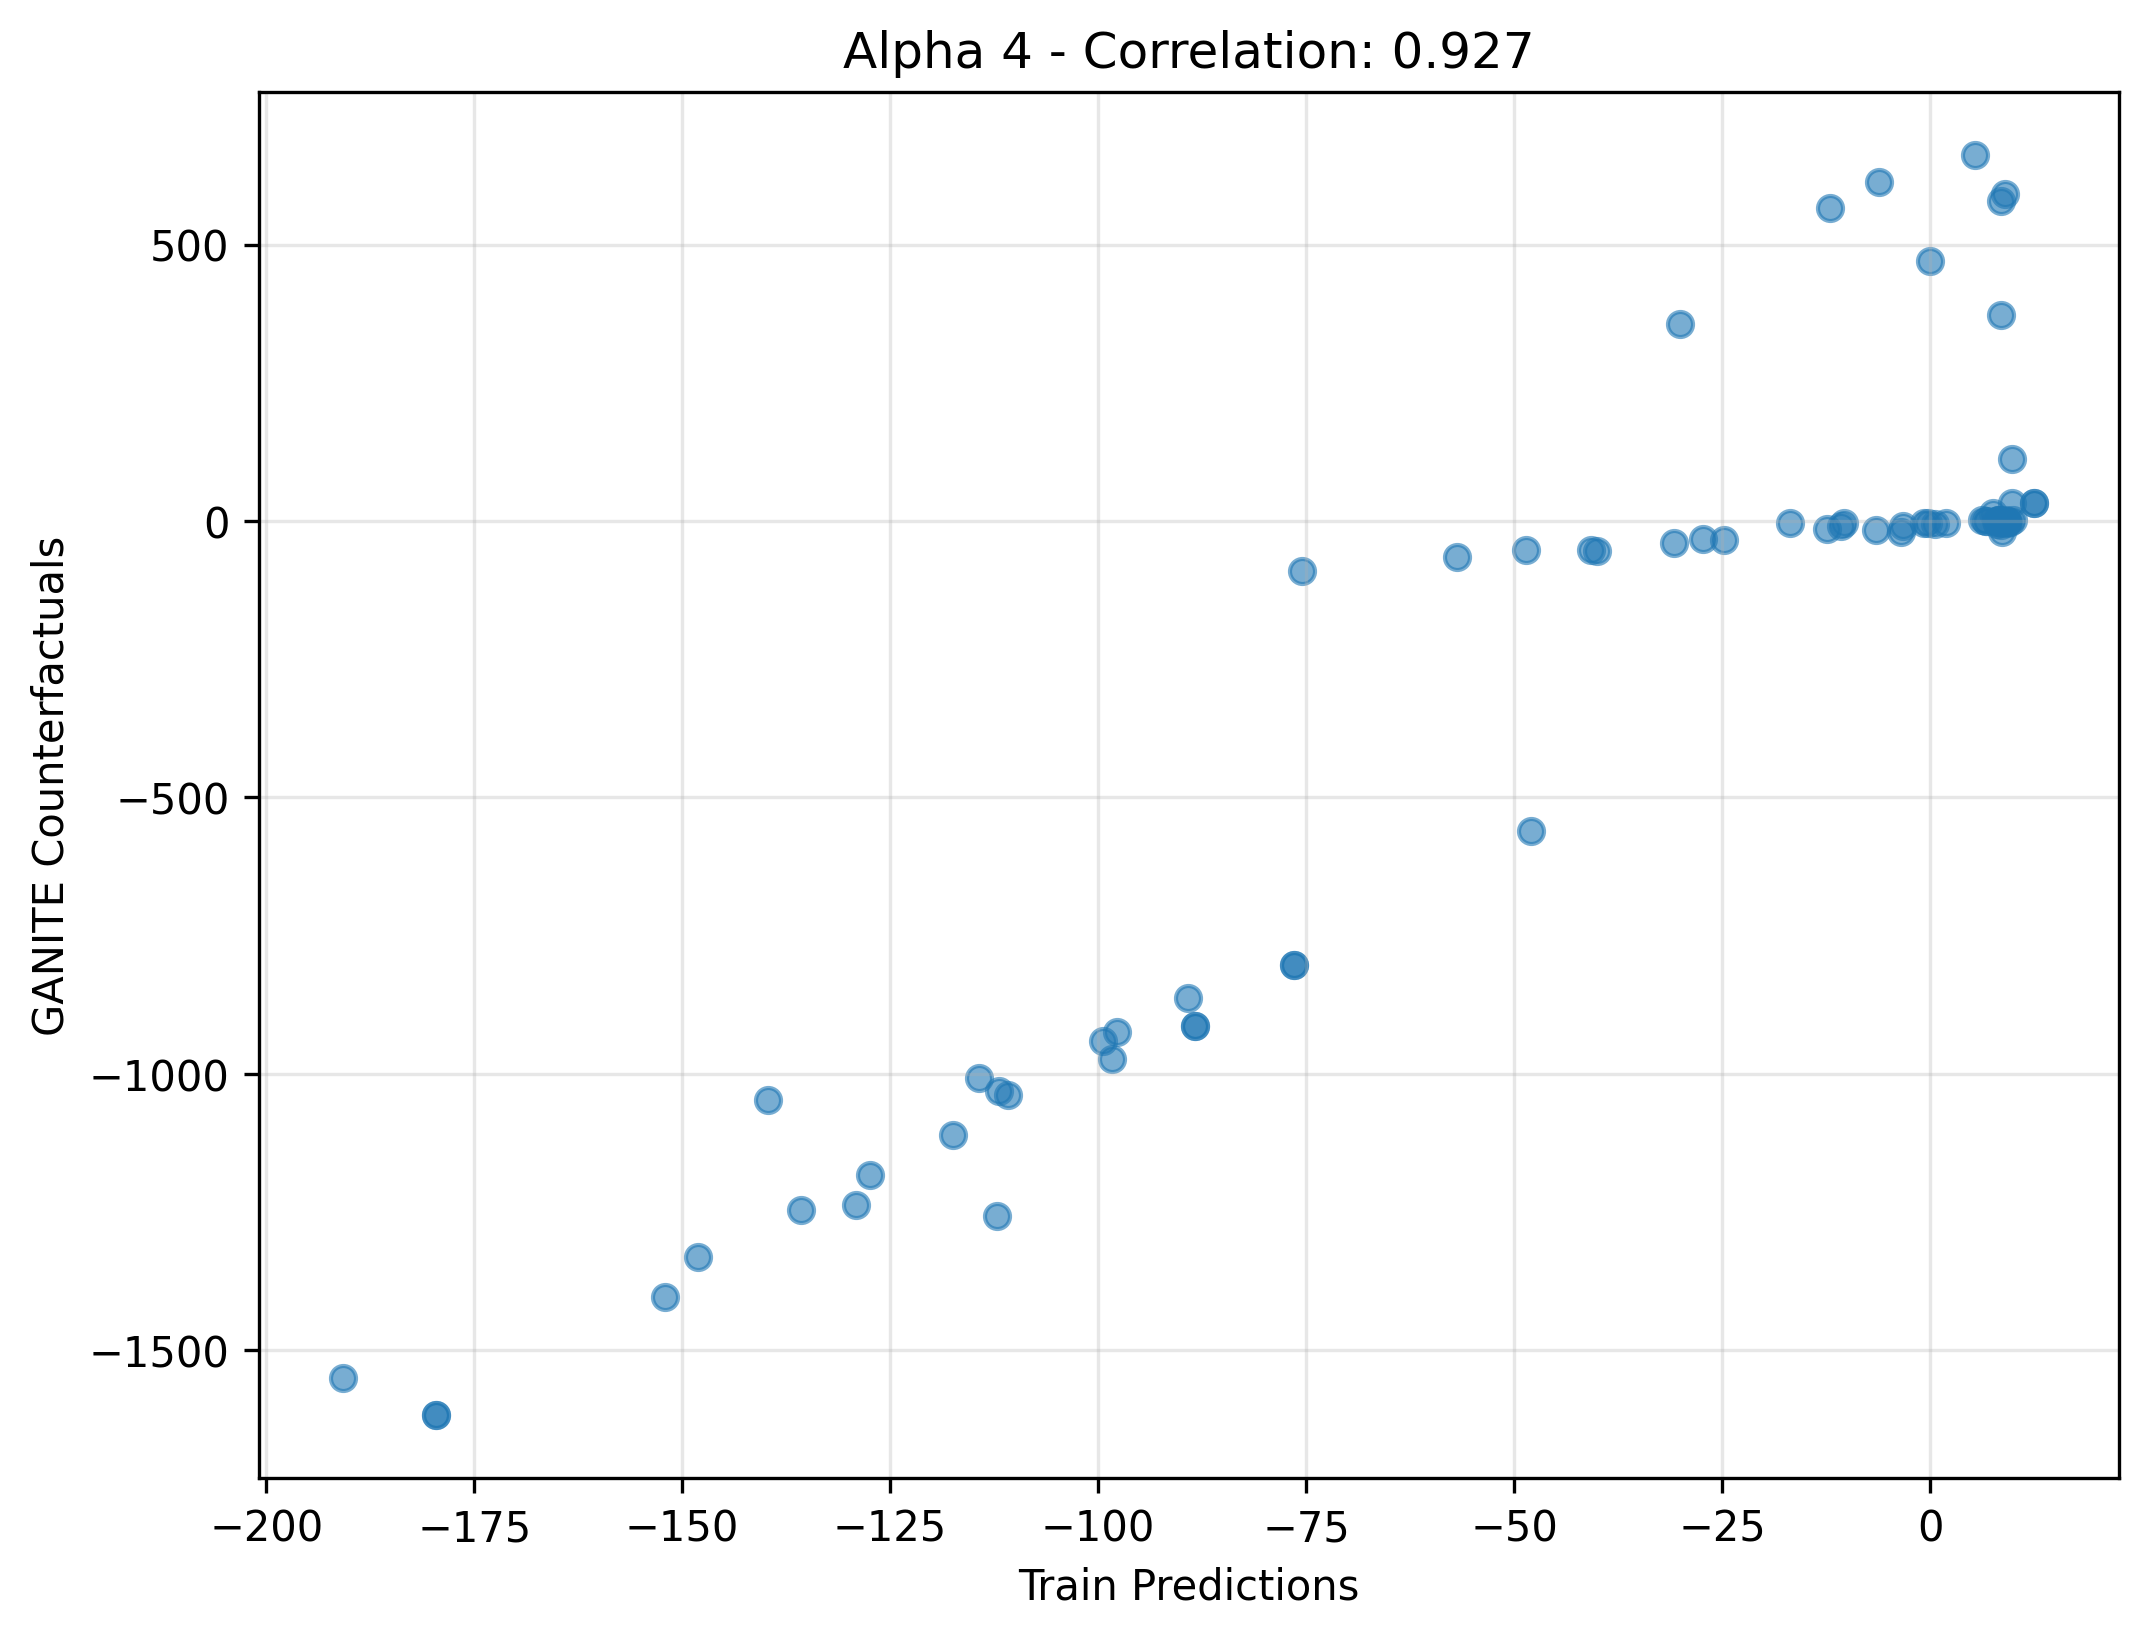 Alpha 4 - Correlation: 0.927
GANITE Counterfactuals
500
0
−500
−1000
−1500
−200 −175 −150 −125 −100 −75 −50 −25 0
Train Predictions